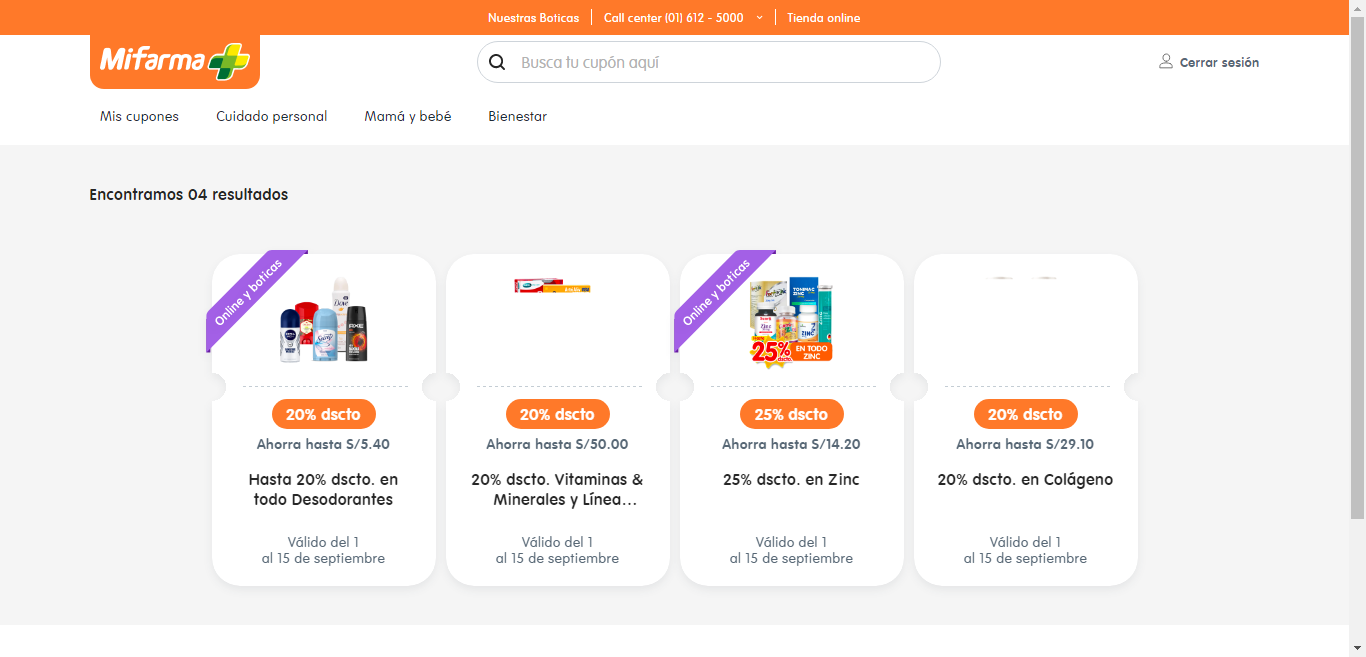 Nuestras Boticas
Call center (01) 612 - 5000
Tienda online
Mifarma
Busca tu cupón aquí
Cerrar sesión
Mis cupones
Cuidado personal
Mamá y bebé
Bienestar
Encontramos 04 resultados
Online y boticas
20% dscto
Ahorra hasta S/5.40
Hasta 20% dscto. en
todo Desodorantes
Válido del 1
al 15 de septiembre
20% dscto
Ahorra hasta S/50.00
20% dscto. Vitaminas &
Minerales y Línea...
Válido del 1
al 15 de septiembre
Online y boticas
25%
EN TODO
ZINC
25% dscto
Ahorra hasta S/14.20
25% dscto. en Zinc
Válido del 1
al 15 de septiembre
20% dscto
Ahorra hasta S/29.10
20% dscto. en Colágeno
Válido del 1
al 15 de septiembre